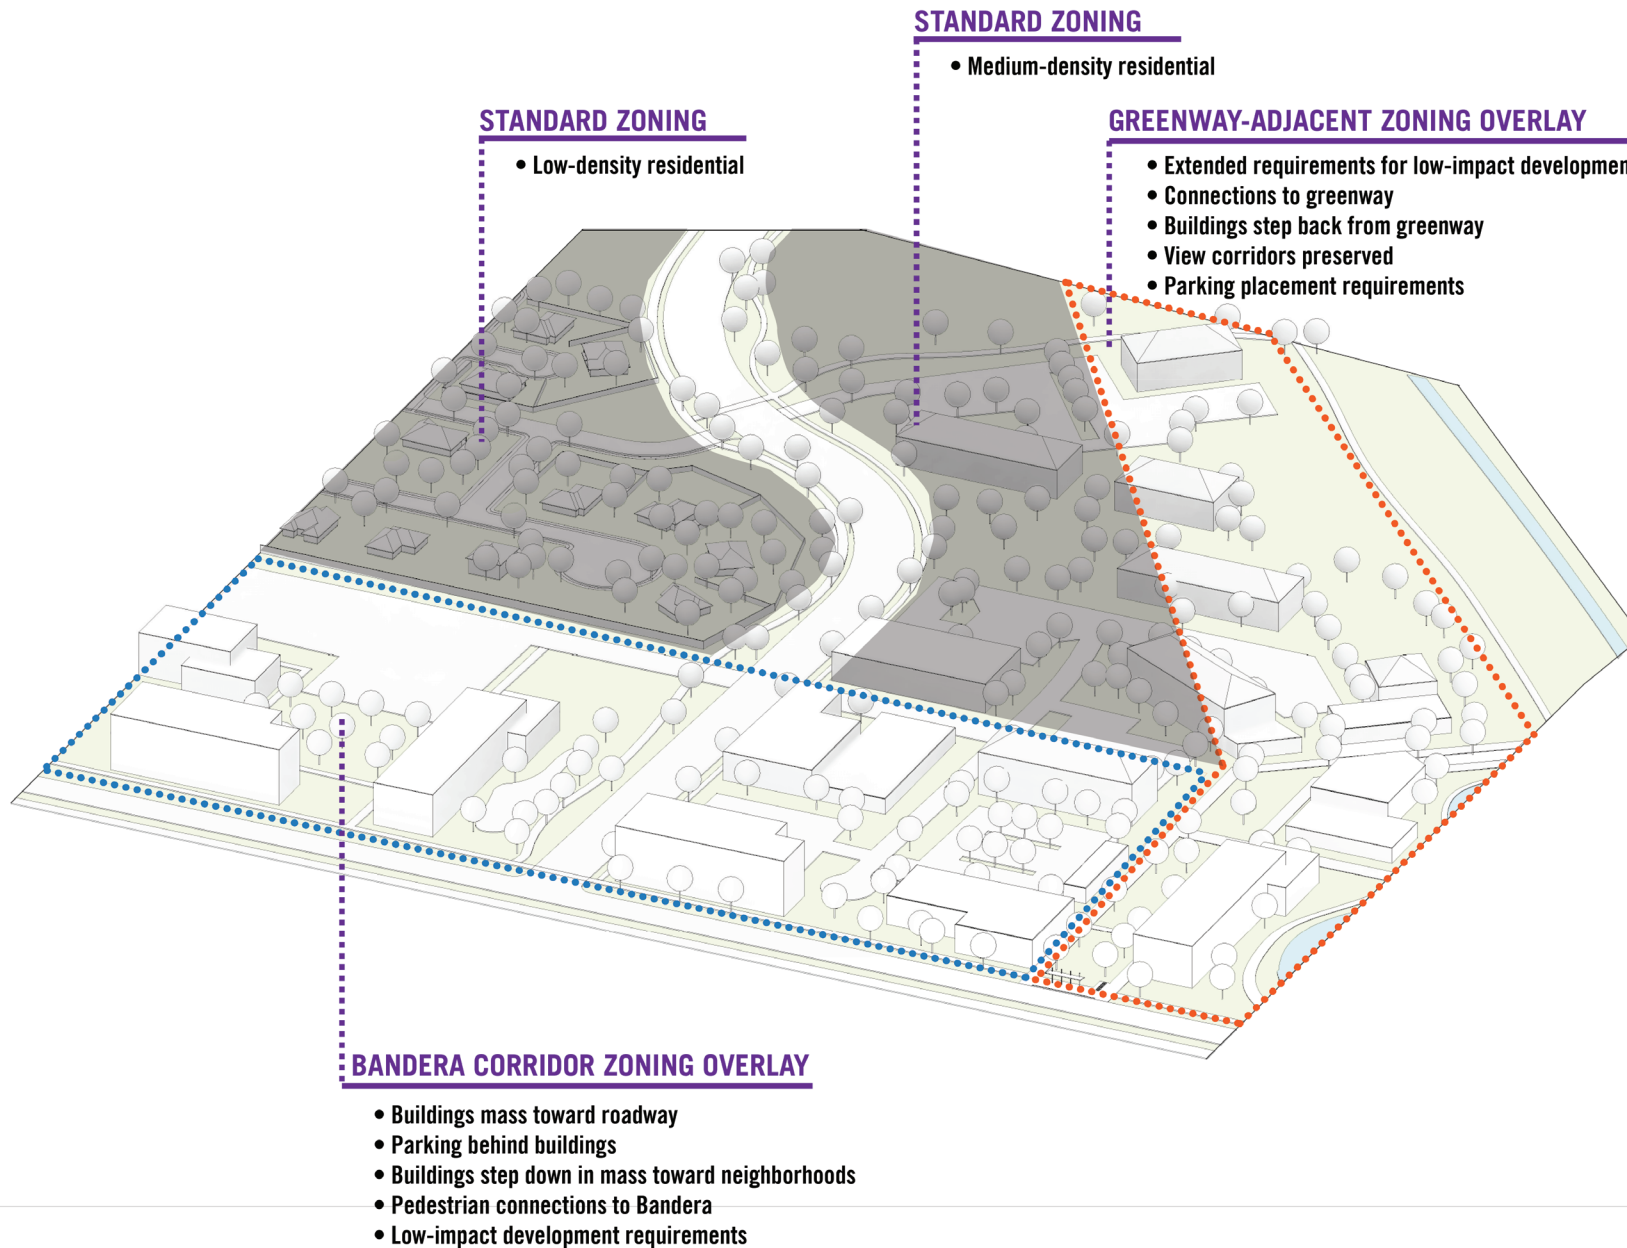 STANDARD ZONING
• Medium-density residential
STANDARD ZONING
• Low-density residential
GREENWAY-ADJACENT ZONING OVERLAY
• Extended requirements for low-impact developmen
• Connections to greenway
• Buildings step back from greenway
• View corridors preserved
• Parking placement requirements
BANDERA CORRIDOR ZONING OVERLAY
• Buildings mass toward roadway
• Parking behind buildings
• Buildings step down in mass toward neighborhoods
• Pedestrian connections to Bandera
• Low-impact development requirements